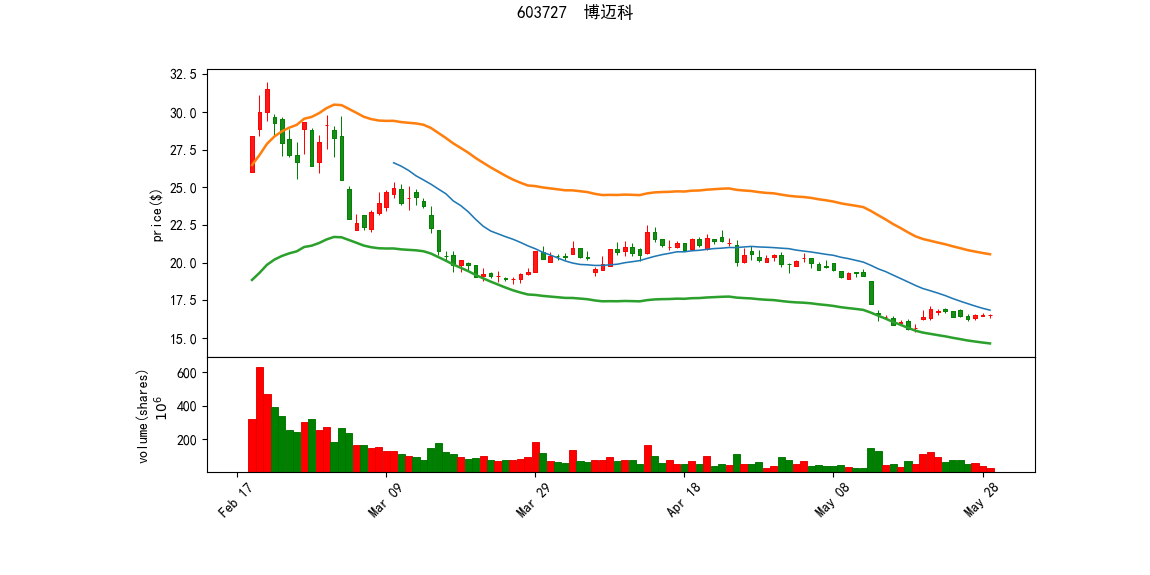 603727  博迈科
price($)
32.5
30.0
27.5
25.0
22.5
20.0
17.5
15.0
volume(shares)
10^6
600
400
200
Feb 17
Mar 09
Mar 29
Apr 18
May 08
May 28